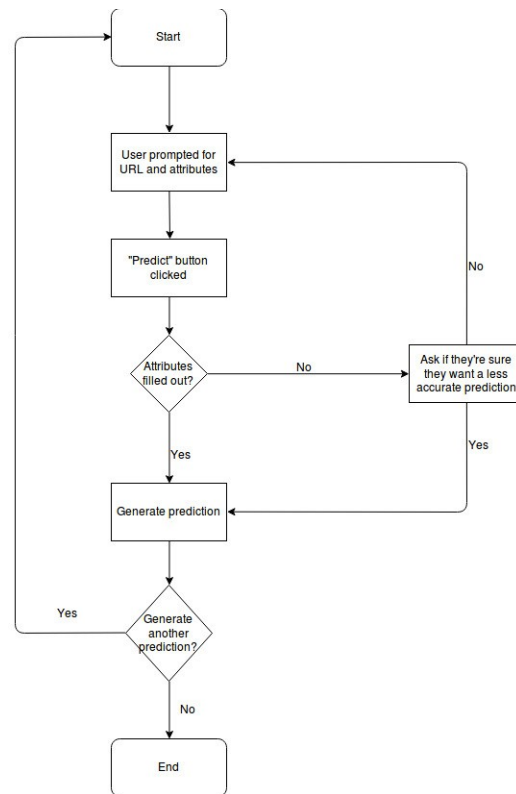 Start
User prompted for
URL and attributes
"Predict" button
clicked
No
Attributes
filled out?
No
Ask if they're sure
they want a less
accurate prediction
Yes
Yes
Generate prediction
Yes
Generate
another
prediction?
No
End